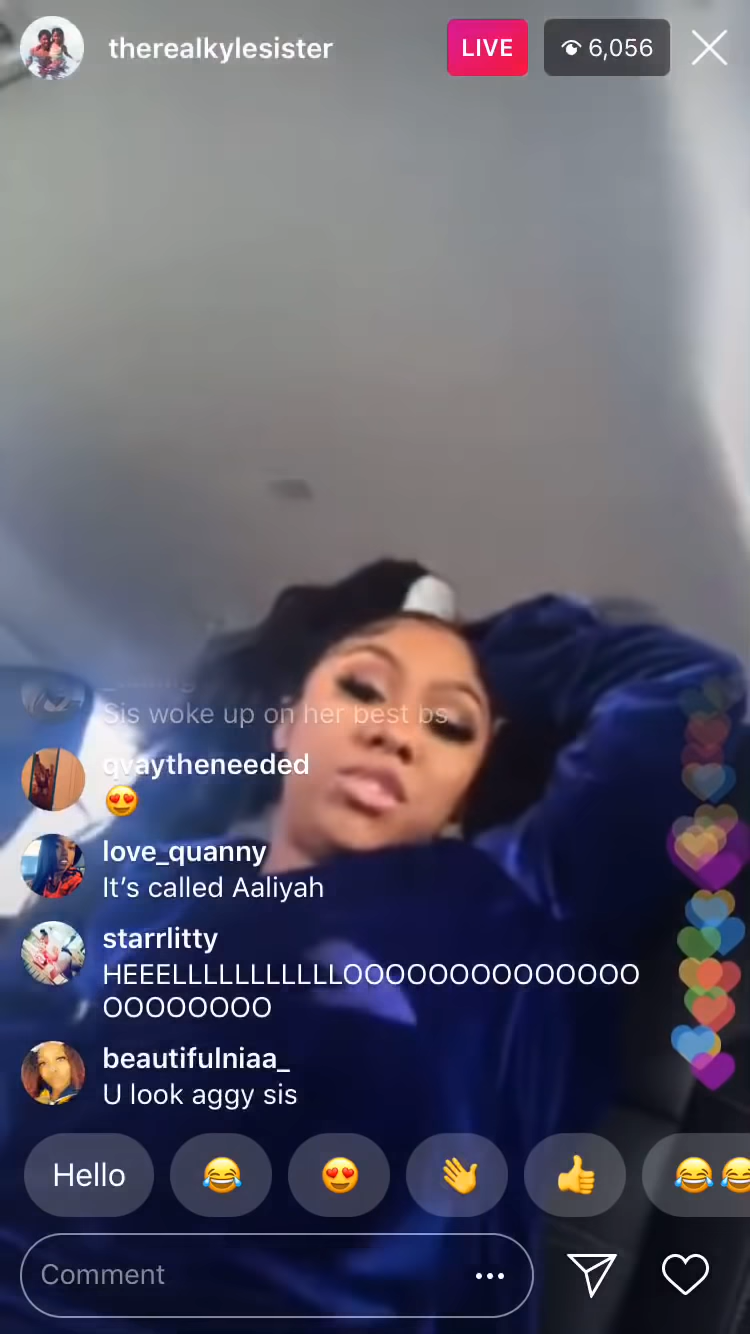 therealkylesister
LIVE
6,056
Sis woke up on her best bs
qvaytheneeded
😍
love_quanny
It’s called Aaliyah
starrlitty
HEEELLLLLLLLLLLOOOOOOOOOOOOOO
OOOOOOOO
beautifulniaa_
U look aggy sis
Hello 😂 😍 👋 👍 😂😂
Comment